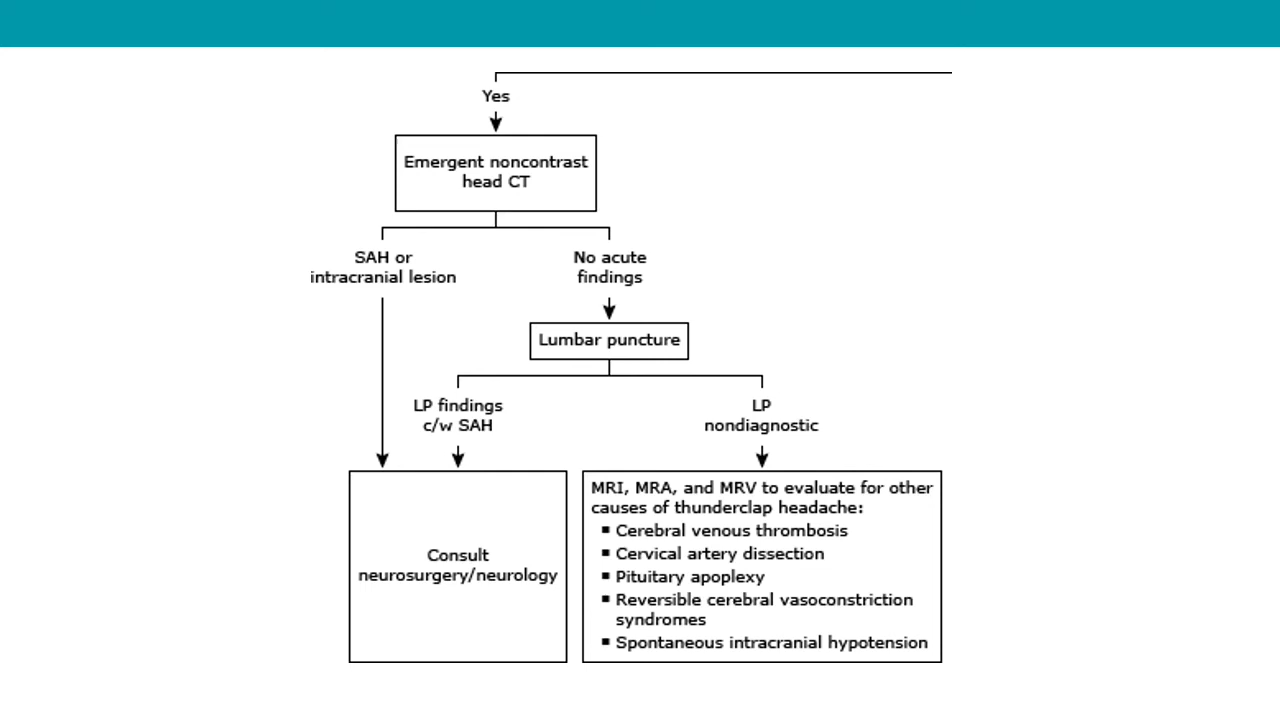 Yes
Emergent noncontrast
head CT
SAH or
intracranial lesion
No acute
findings
Lumbar puncture
LP findings
c/w SAH
LP
nondiagnostic
Consult
neurosurgery/neurology
MRI, MRA, and MRV to evaluate for other
causes of thunderclap headache:
▪ Cerebral venous thrombosis
▪ Cervical artery dissection
▪ Pituitary apoplexy
▪ Reversible cerebral vasoconstriction
syndromes
▪ Spontaneous intracranial hypotension